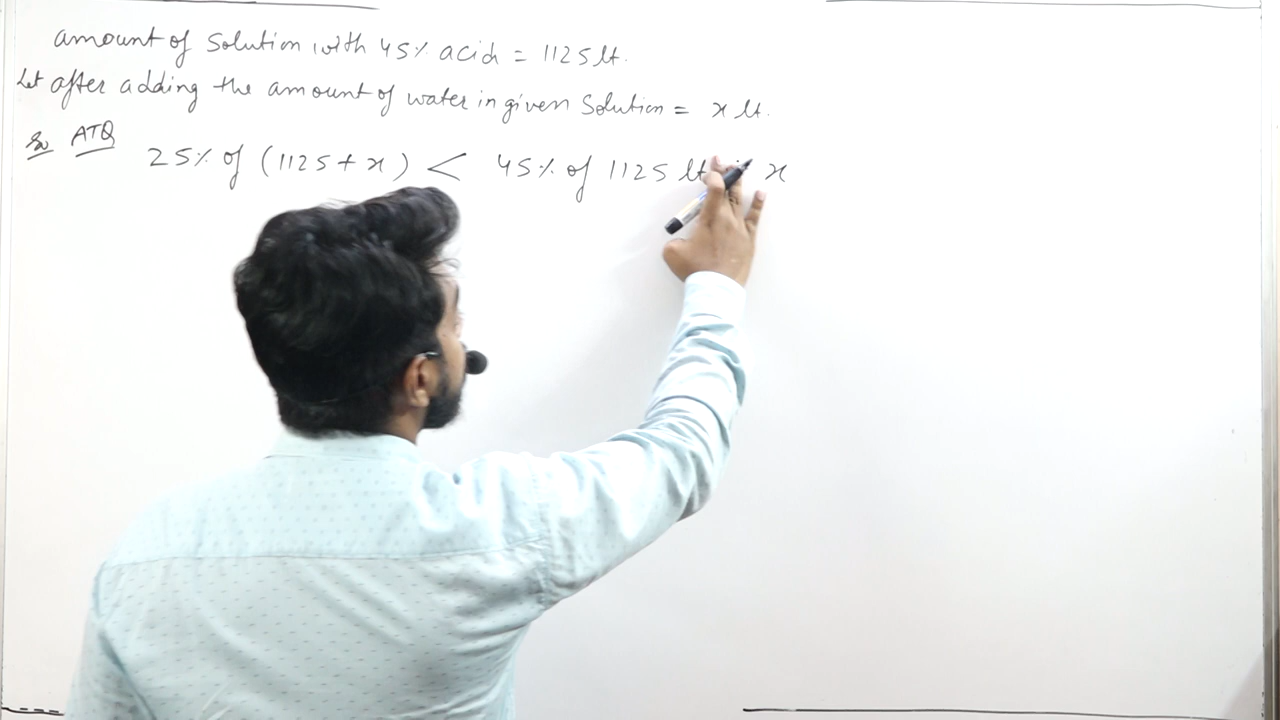 amount of solution with 45% acid = 1125 lt.
Let after adding the amount of water in given solution = x lt.
So ATQ 25% of (1125 + x) < 45% of 1125 lt x